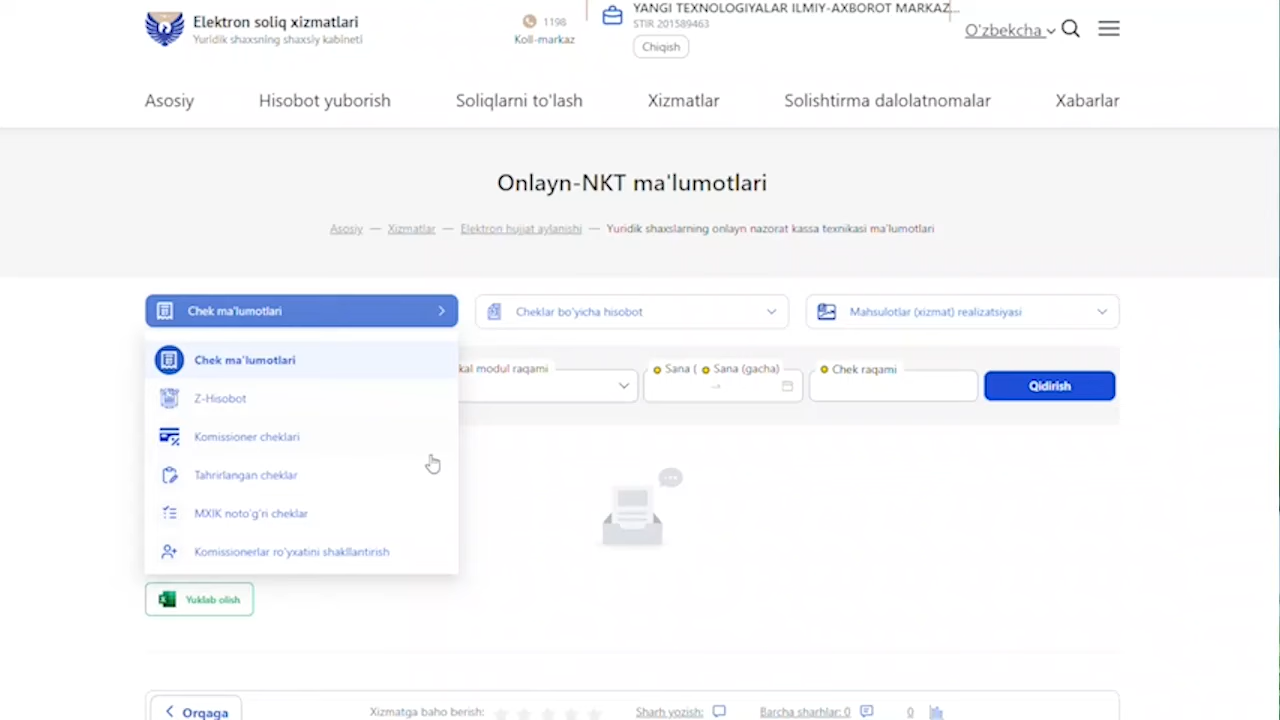 Elektron soliq xizmatlari
Yuridik shaxsning shaxsiy kabineti
1198
Koll-markaz
YANGI TEXNOLOGIYALAR ILMIY-AXBOROT MARKAZ...
STIR 201589463
Chiqish
O'zbekcha
Asosiy
Hisobot yuborish
Soliqlarni to'lash
Xizmatlar
Solishtirma dalolatnomalar
Xabarlar
Onlayn-NKT ma'lumotlari
Asosiy — Xizmatlar — Elektron hujjat aylanishi — Yuridik shaxslarning onlayn nazorat kassa texnikasi ma'lumotlari
Chek ma'lumotlari
Cheklar bo'yicha hisobot
Mahsulotlar (xizmat) realizatsiyasi
Chek ma'lumotlari
Z-Hisobot
Komissioner cheklari
Tahrirlangan cheklar
MXIK noto'g'ri cheklar
Komissionerlar ro'yxatini shakllantirish
kal modul raqami
Sana (
Sana (gacha)
Chek raqami
Qidirish
Yuklab olish
Orqaga
Xizmatga baho berish:
Sharh yozish:
Barcha sharhlar: 0
0